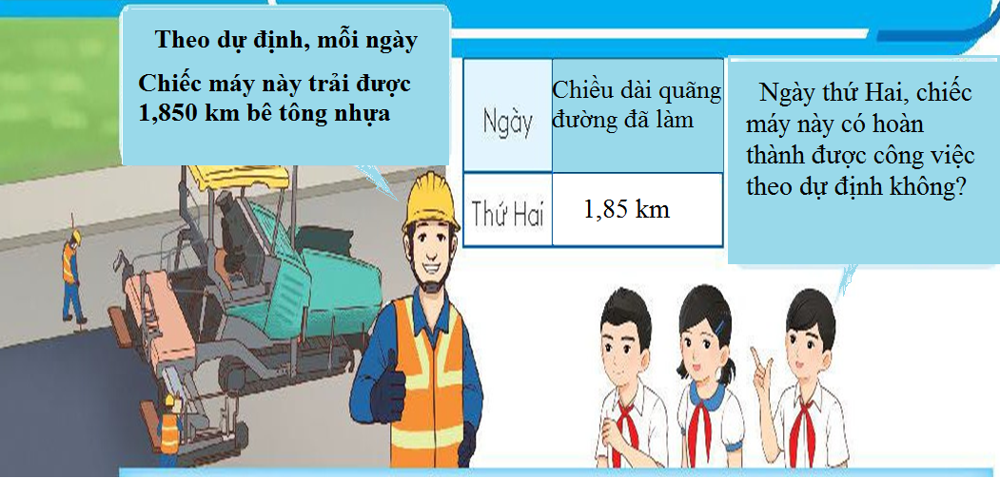 Theo dự định, mỗi ngày
Chiếc máy này trải được
1,850 km bê tông nhựa
Ngày
Chiều dài quãng
đường đã làm
Thứ Hai
1,85 km
Ngày thứ Hai, chiếc
máy này có hoàn
thành được công việc
theo dự định không?